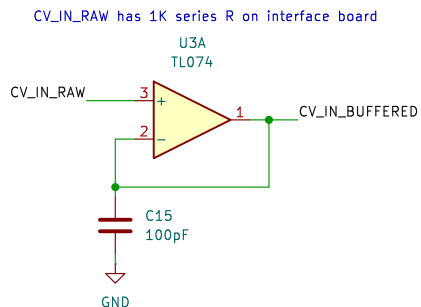 CV_IN_RAW has 1K series R on interface board
U3A
TL074
CV_IN_RAW
3
+
1
CV_IN_BUFFERED
2
−
C15
100pF
GND